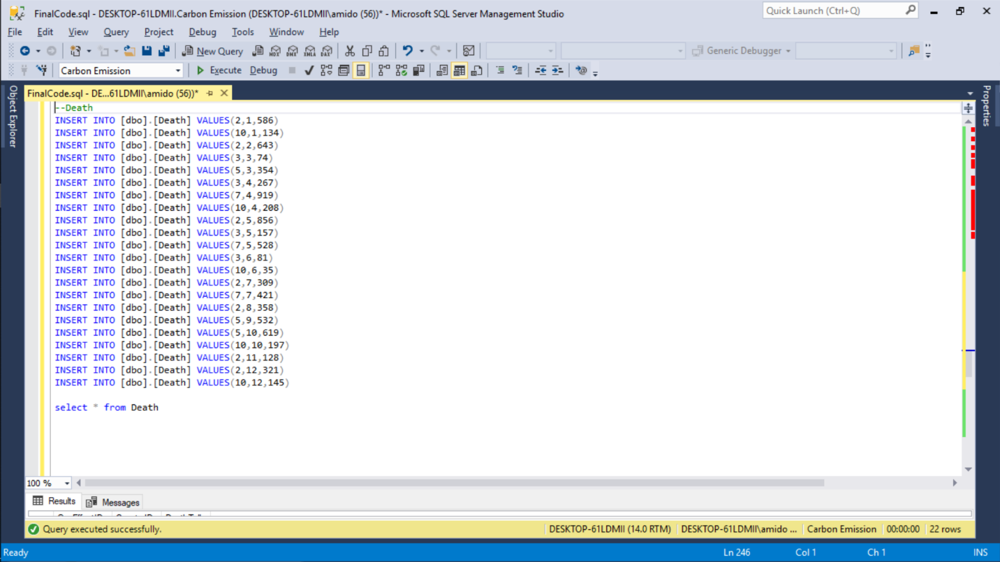 FinalCode.sql - DESKTOP-61LDMII.Carbon Emission (DESKTOP-61LDMII\amido (56))* - Microsoft SQL Server Management Studio
Quick Launch (Ctrl+Q)
File Edit View Query Project Debug Tools Window Help
New Query
MDX DMX XMLA DAX
Generic Debugger
Carbon Emission
Execute Debug
Object Explorer
FinalCode.sql - DE...61LDMII\amido (56))*
Properties
--Death
INSERT INTO [dbo].[Death] VALUES(2,1,586)
INSERT INTO [dbo].[Death] VALUES(10,1,134)
INSERT INTO [dbo].[Death] VALUES(2,2,643)
INSERT INTO [dbo].[Death] VALUES(3,3,74)
INSERT INTO [dbo].[Death] VALUES(5,3,354)
INSERT INTO [dbo].[Death] VALUES(3,4,267)
INSERT INTO [dbo].[Death] VALUES(7,4,919)
INSERT INTO [dbo].[Death] VALUES(10,4,208)
INSERT INTO [dbo].[Death] VALUES(2,5,856)
INSERT INTO [dbo].[Death] VALUES(3,5,157)
INSERT INTO [dbo].[Death] VALUES(7,5,528)
INSERT INTO [dbo].[Death] VALUES(3,6,81)
INSERT INTO [dbo].[Death] VALUES(10,6,35)
INSERT INTO [dbo].[Death] VALUES(2,7,309)
INSERT INTO [dbo].[Death] VALUES(7,7,421)
INSERT INTO [dbo].[Death] VALUES(2,8,358)
INSERT INTO [dbo].[Death] VALUES(5,9,532)
INSERT INTO [dbo].[Death] VALUES(5,10,619)
INSERT INTO [dbo].[Death] VALUES(10,10,197)
INSERT INTO [dbo].[Death] VALUES(2,11,128)
INSERT INTO [dbo].[Death] VALUES(2,12,321)
INSERT INTO [dbo].[Death] VALUES(10,12,145)
select * from Death
100 %
Results Messages
Query executed successfully.
DESKTOP-61LDMII (14.0 RTM) DESKTOP-61LDMII\amido ... Carbon Emission 00:00:00 22 rows
Ready
Ln 246 Col 1 Ch 1 INS